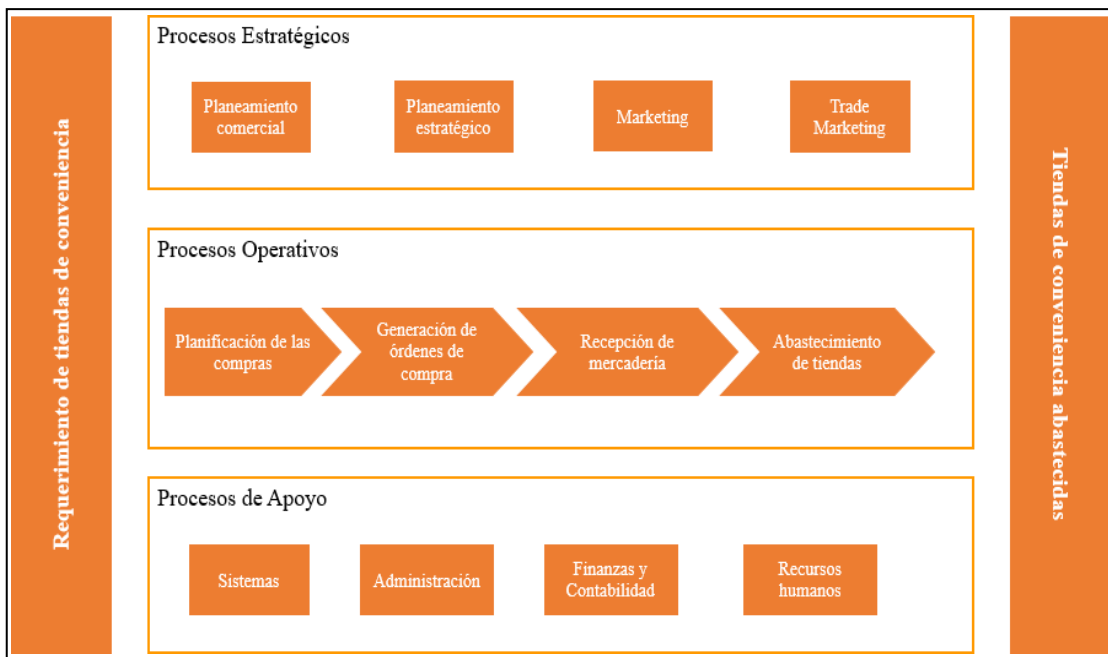 Requerimiento de tiendas de conveniencia
Procesos Estratégicos
Planeamiento
comercial
Planeamiento
estratégico
Marketing
Trade
Marketing
Procesos Operativos
Planificación de las
compras
Generación de
órdenes de
compra
Recepción de
mercadería
Abastecimiento
de tiendas
Procesos de Apoyo
Sistemas
Administración
Finanzas y
Contabilidad
Recursos
humanos
Tiendas de conveniencia abastecidas